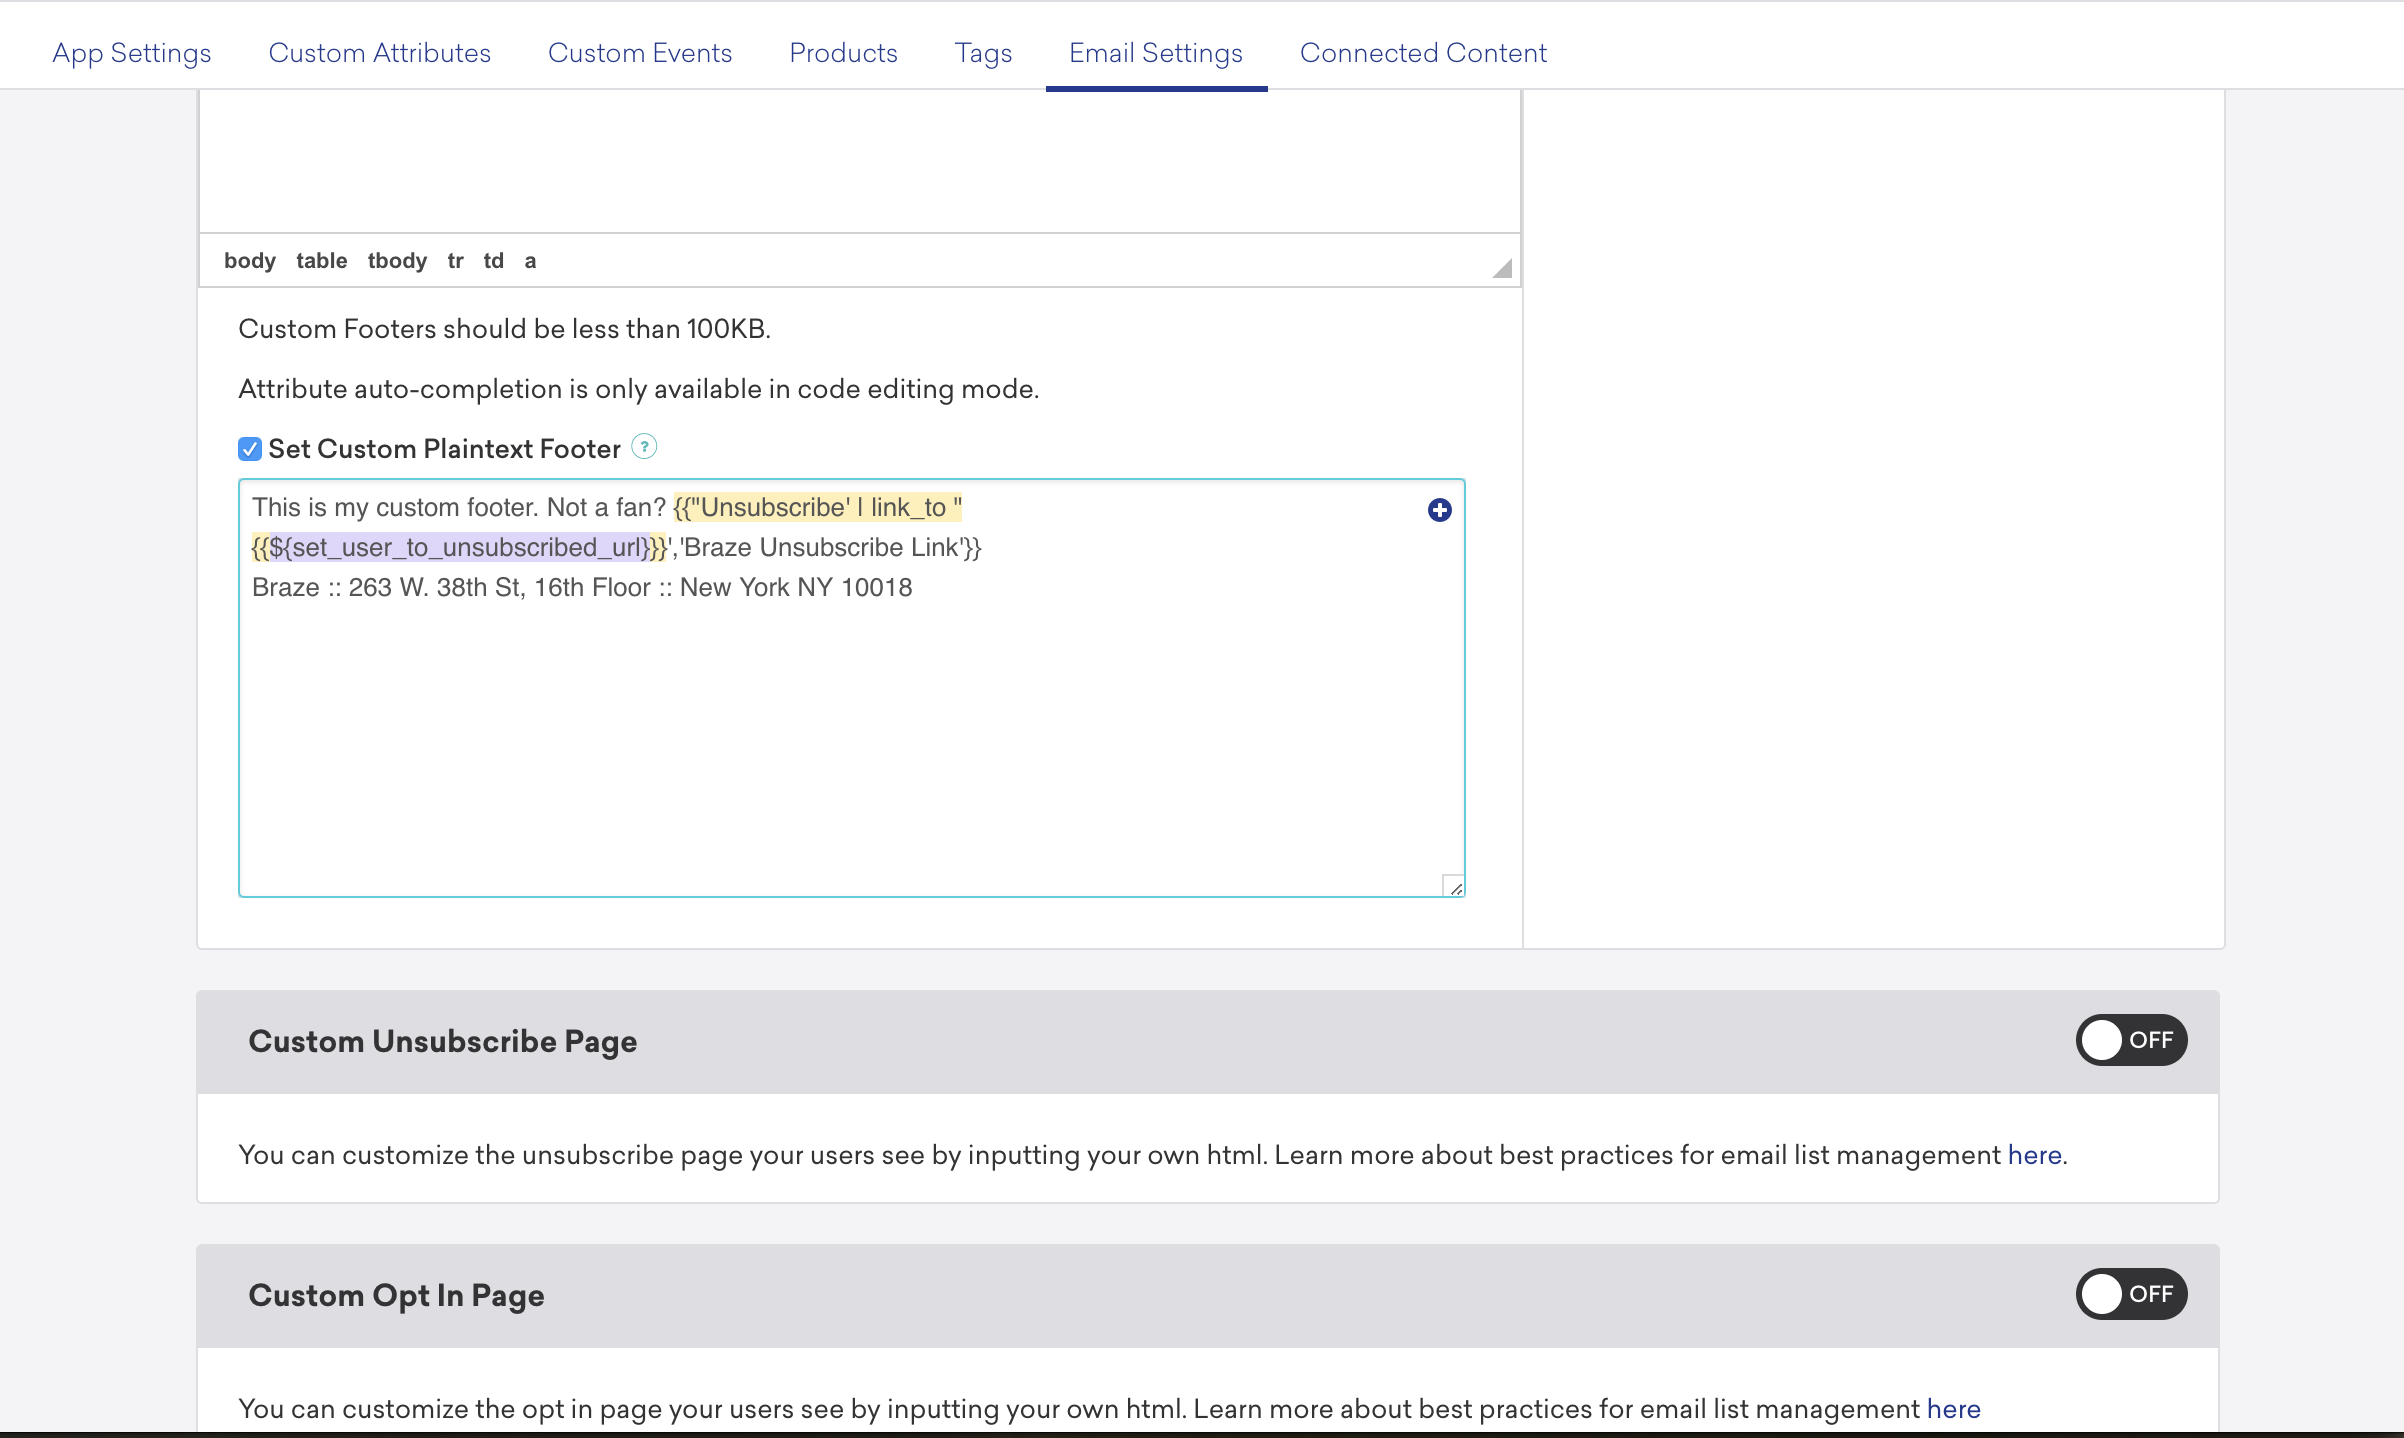 App Settings Custom Attributes Custom Events Products Tags Email Settings Connected Content
body table tbody tr td a
Custom Footers should be less than 100KB.
Attribute auto-completion is only available in code editing mode.
Set Custom Plaintext Footer ?
This is my custom footer. Not a fan? {{"Unsubscribe' | link_to "
{{${set_user_to_unsubscribed_url}}}','Braze Unsubscribe Link'}}
Braze :: 263 W. 38th St, 16th Floor :: New York NY 10018
Custom Unsubscribe Page OFF
You can customize the unsubscribe page your users see by inputting your own html. Learn more about best practices for email list management here.
Custom Opt In Page OFF
You can customize the opt in page your users see by inputting your own html. Learn more about best practices for email list management here